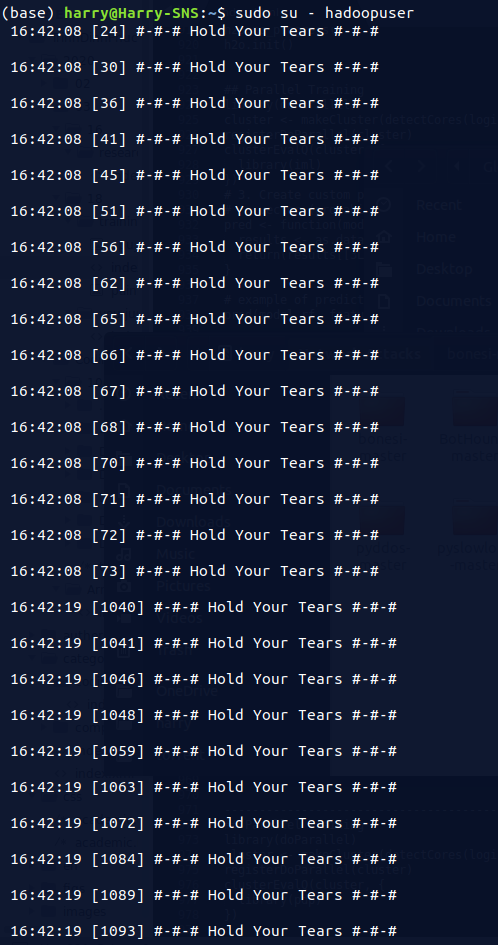 (base) harry@Harry-SNS:~$ sudo su - hadoopuser
16:42:08 [24] #-#-# Hold Your Tears #-#-#
16:42:08 [30] #-#-# Hold Your Tears #-#-#
16:42:08 [36] #-#-# Hold Your Tears #-#-#
16:42:08 [41] #-#-# Hold Your Tears #-#-#
16:42:08 [45] #-#-# Hold Your Tears #-#-#
16:42:08 [51] #-#-# Hold Your Tears #-#-#
16:42:08 [56] #-#-# Hold Your Tears #-#-#
16:42:08 [62] #-#-# Hold Your Tears #-#-#
16:42:08 [65] #-#-# Hold Your Tears #-#-#
16:42:08 [66] #-#-# Hold Your Tears #-#-#
16:42:08 [67] #-#-# Hold Your Tears #-#-#
16:42:08 [68] #-#-# Hold Your Tears #-#-#
16:42:08 [70] #-#-# Hold Your Tears #-#-#
16:42:08 [71] #-#-# Hold Your Tears #-#-#
16:42:08 [72] #-#-# Hold Your Tears #-#-#
16:42:08 [73] #-#-# Hold Your Tears #-#-#
16:42:19 [1040] #-#-# Hold Your Tears #-#-#
16:42:19 [1041] #-#-# Hold Your Tears #-#-#
16:42:19 [1046] #-#-# Hold Your Tears #-#-#
16:42:19 [1048] #-#-# Hold Your Tears #-#-#
16:42:19 [1059] #-#-# Hold Your Tears #-#-#
16:42:19 [1063] #-#-# Hold Your Tears #-#-#
16:42:19 [1072] #-#-# Hold Your Tears #-#-#
16:42:19 [1084] #-#-# Hold Your Tears #-#-#
16:42:19 [1089] #-#-# Hold Your Tears #-#-#
16:42:19 [1093] #-#-# Hold Your Tears #-#-#
Recent
Home
Desktop
Documents
Music
Pictures
Videos
OneDrive